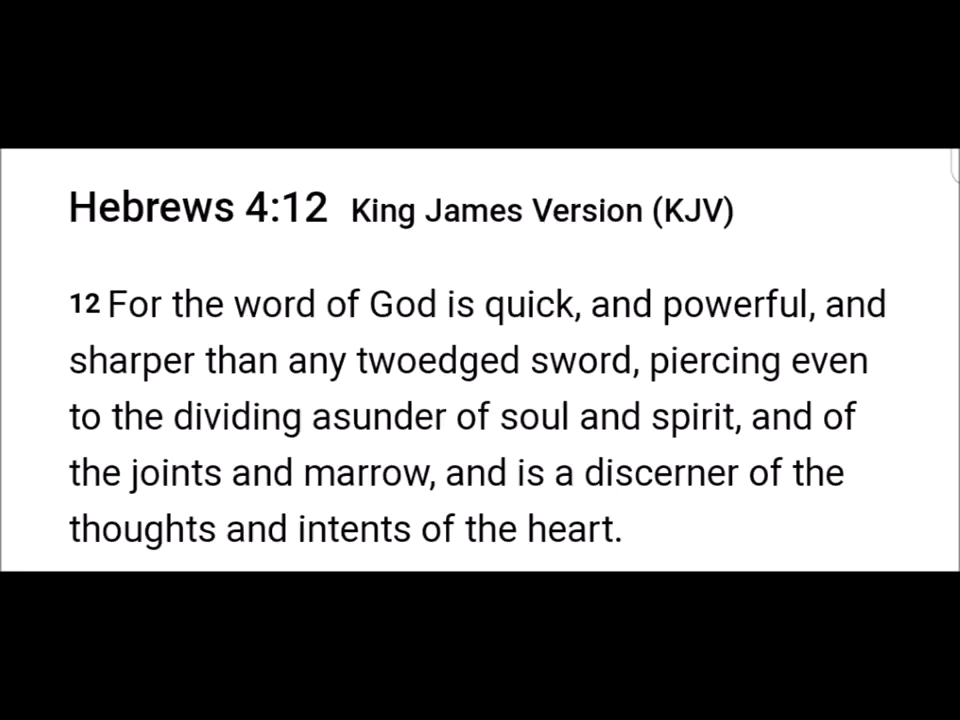 Hebrews 4:12 King James Version (KJV)
12 For the word of God is quick, and powerful, and
sharper than any twoedged sword, piercing even
to the dividing asunder of soul and spirit, and of
the joints and marrow, and is a discerner of the
thoughts and intents of the heart.